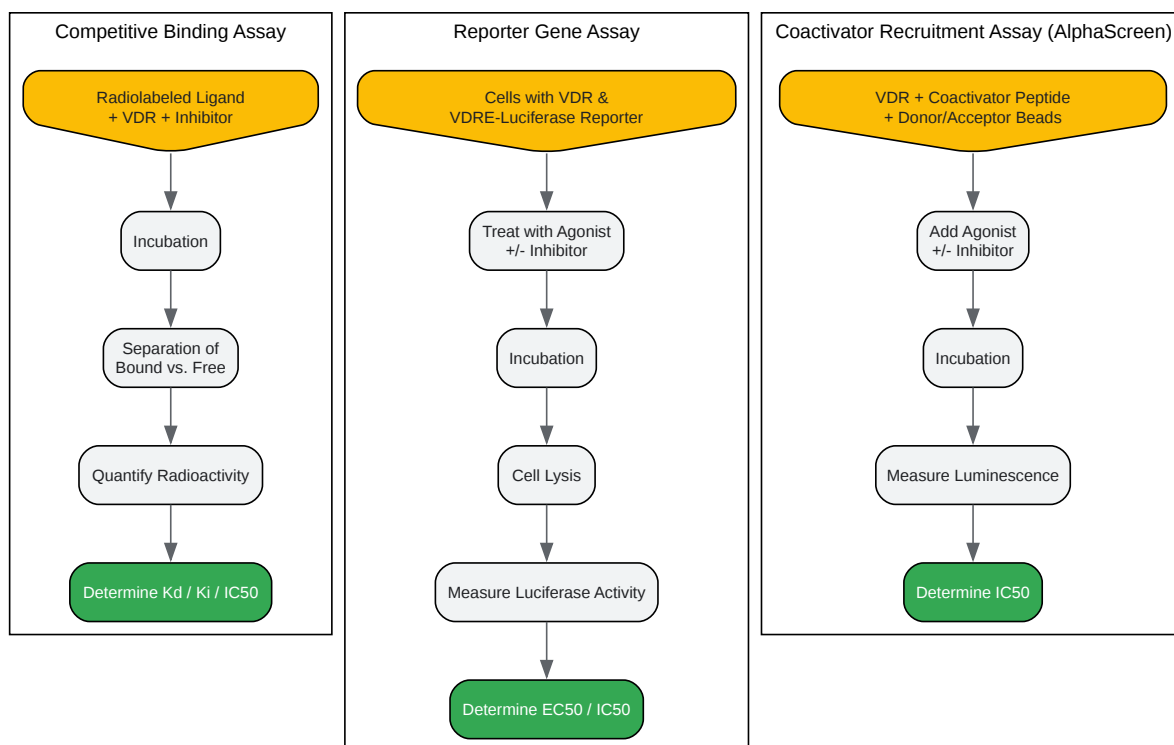 Competitive Binding Assay
Radiolabeled Ligand
+ VDR + Inhibitor
Incubation
Separation of
Bound vs. Free
Quantify Radioactivity
Determine Kd / Ki / IC50
Reporter Gene Assay
Cells with VDR &
VDRE-Luciferase Reporter
Treat with Agonist
+/- Inhibitor
Incubation
Cell Lysis
Measure Luciferase Activity
Determine EC50 / IC50
Coactivator Recruitment Assay (AlphaScreen)
VDR + Coactivator Peptide
+ Donor/Acceptor Beads
Add Agonist
+/- Inhibitor
Incubation
Measure Luminescence
Determine IC50